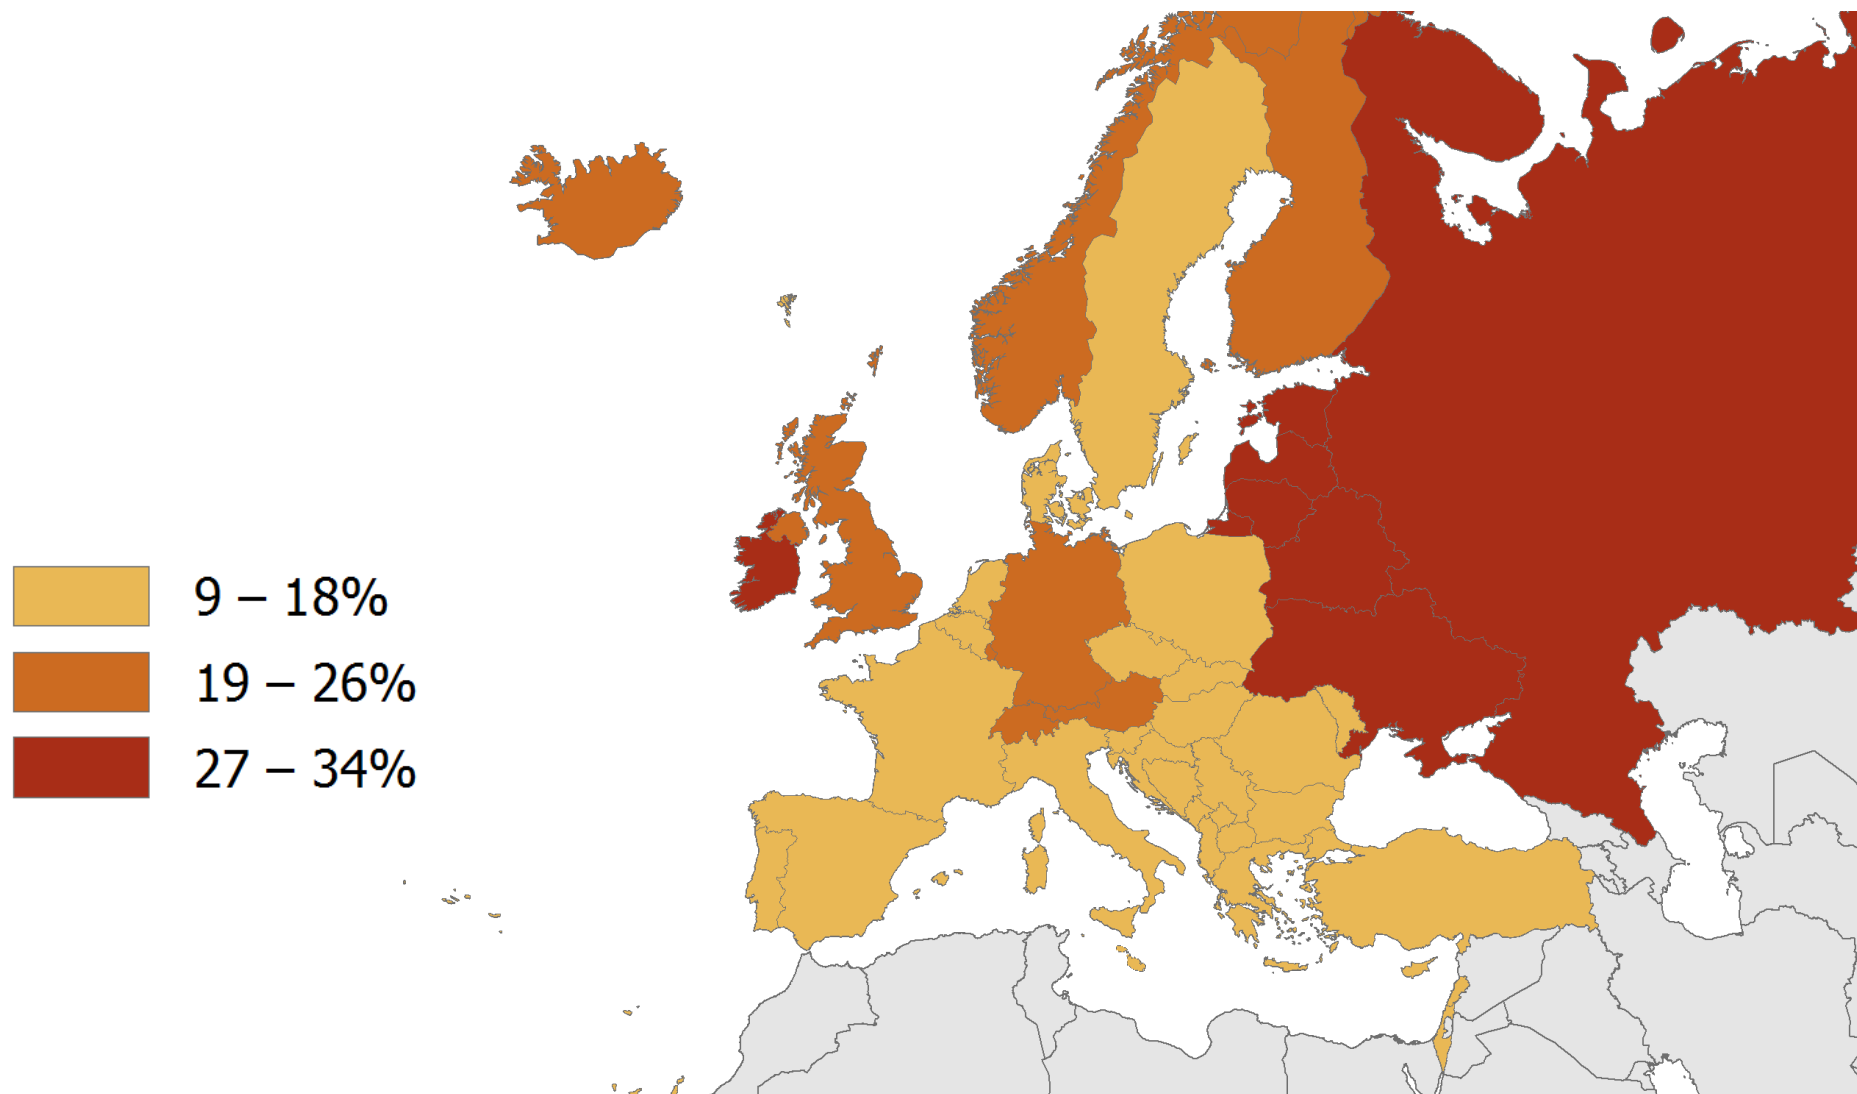 9 – 18%
19 – 26%
27 – 34%